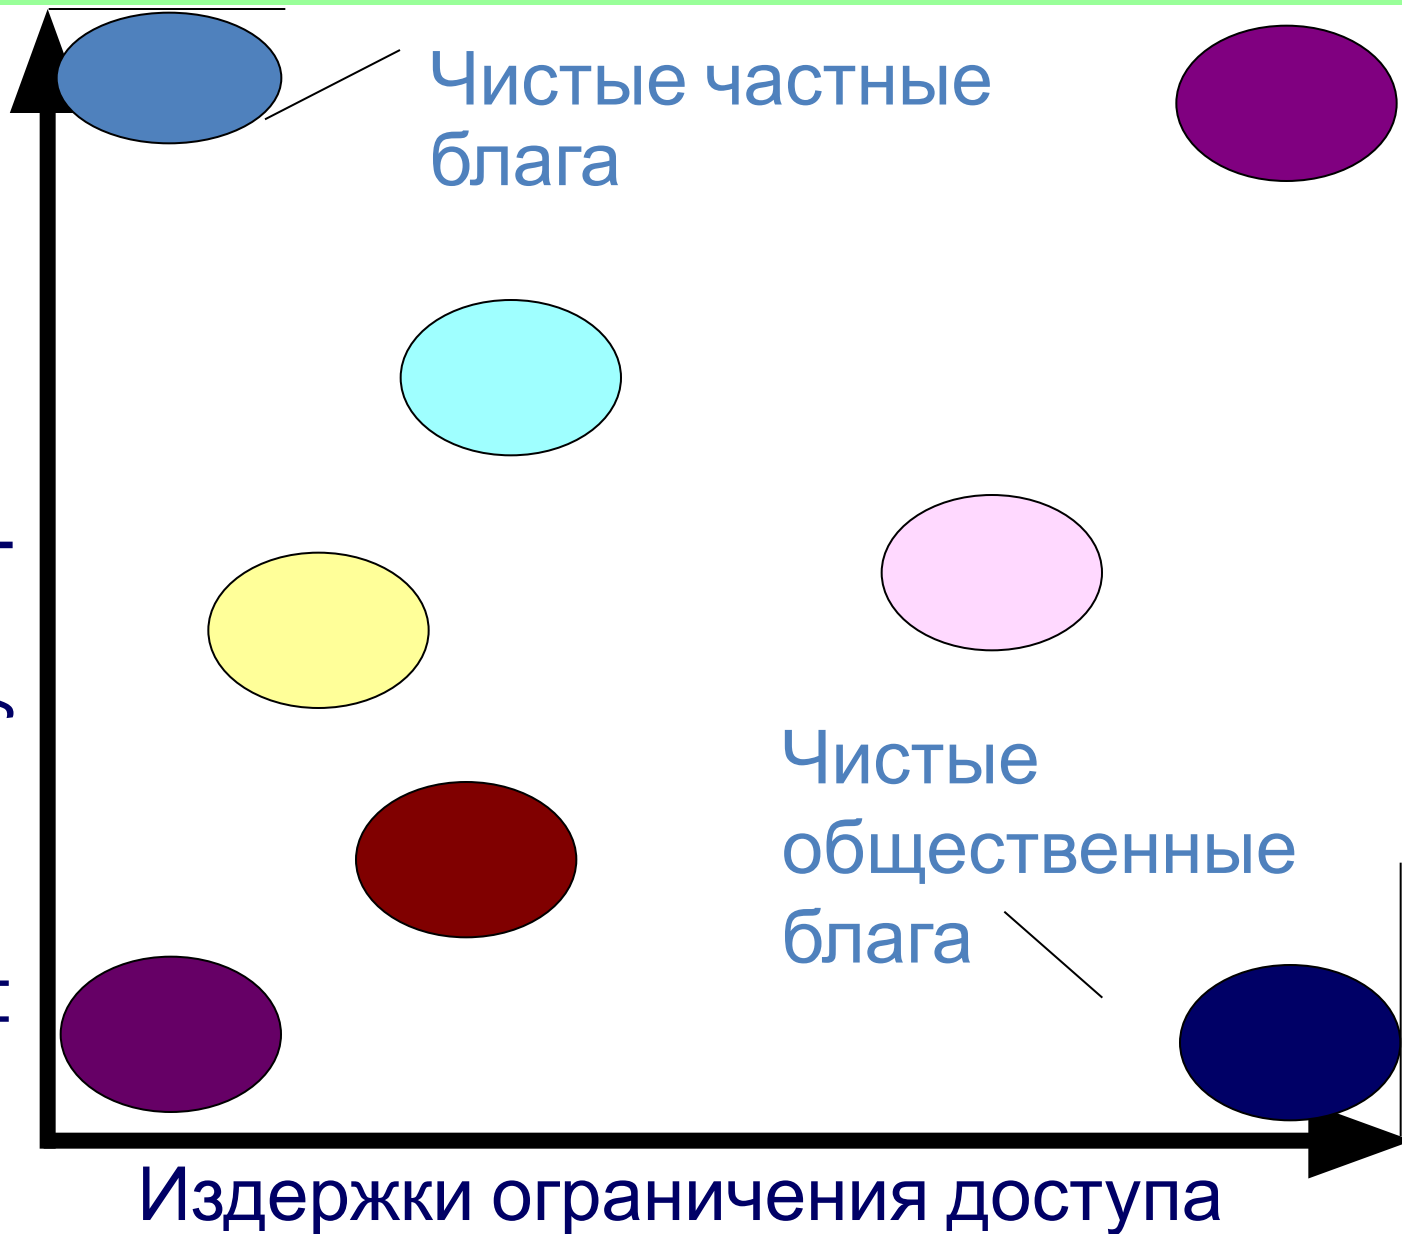 Чистые частные
блага
Чистые
общественные
блага
Издержки ограничения доступа